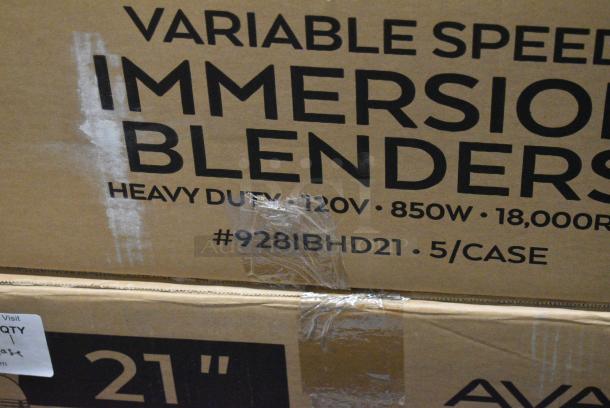 VARIABLE SPEED
IMMERSION
BLENDERS
HEAVY DUTY • 120V • 850W • 18,000R
#928IBHD21 • 5/CASE
Visit
QTY
1
21"
AVA